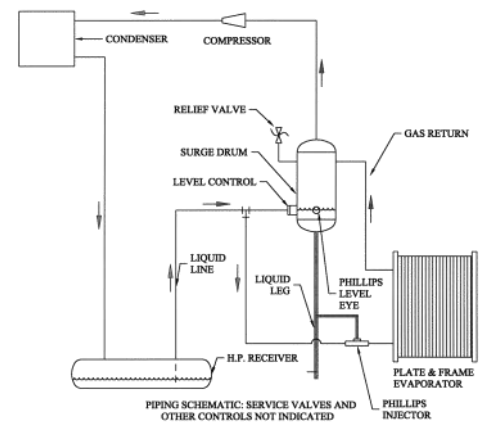 CONDENSER
COMPRESSOR
RELIEF VALVE
GAS RETURN
SURGE DRUM
LEVEL CONTROL
LIQUID
LINE
LIQUID
LEG
PHILLIPS
LEVEL
EYE
H.P. RECEIVER
PLATE & FRAME
EVAPORATOR
PHILLIPS
INJECTOR
PIPING SCHEMATIC: SERVICE VALVES AND
OTHER CONTROLS NOT INDICATED